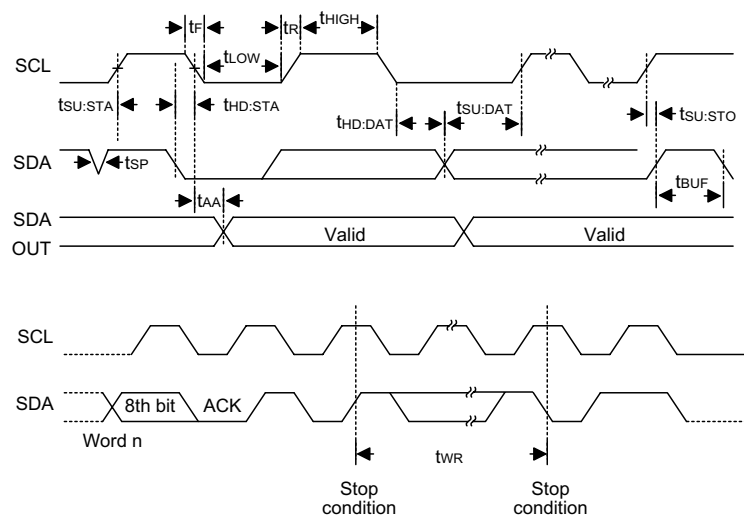 tF tR tHIGH
SCL
tLOW
tSU:STA tHD:STA tHD:DAT tSU:DAT tSU:STO
SDA
tSP tBUF
tAA
SDA
OUT
Valid Valid
SCL
SDA
8th bit ACK
Word n
tWR
Stop
condition
Stop
condition